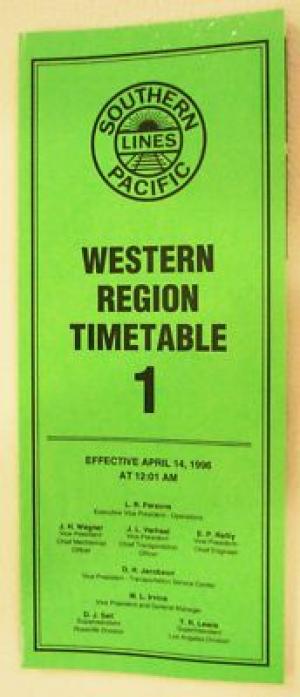 SOUTHERN
LINES
PACIFIC
WESTERN
REGION
TIMETABLE
1
EFFECTIVE APRIL 14, 1996
AT 12:01 AM
L. R. Parsons
Executive Vice President - Operations
J. H. Wagner J. L. Verhaal E. P. Reilly
Vice President Vice President Vice President
Chief Mechanical Chief Transportation Chief Engineer
Officer Officer
D. H. Jacobson
Vice President - Transportation Service Center
M. L. Irvine
Vice President and General Manager
D. J. Seil T. R. Lewis
Superintendent Superintendent
Roseville Division Los Angeles Division